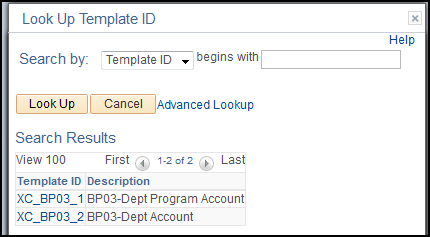 Look Up Template ID
Help
Search by: Template ID begins with
Look Up Cancel Advanced Lookup
Search Results
View 100 First 1-2 of 2 Last
Template ID Description
XC_BP03_1 BP03-Dept Program Account
XC_BP03_2 BP03-Dept Account